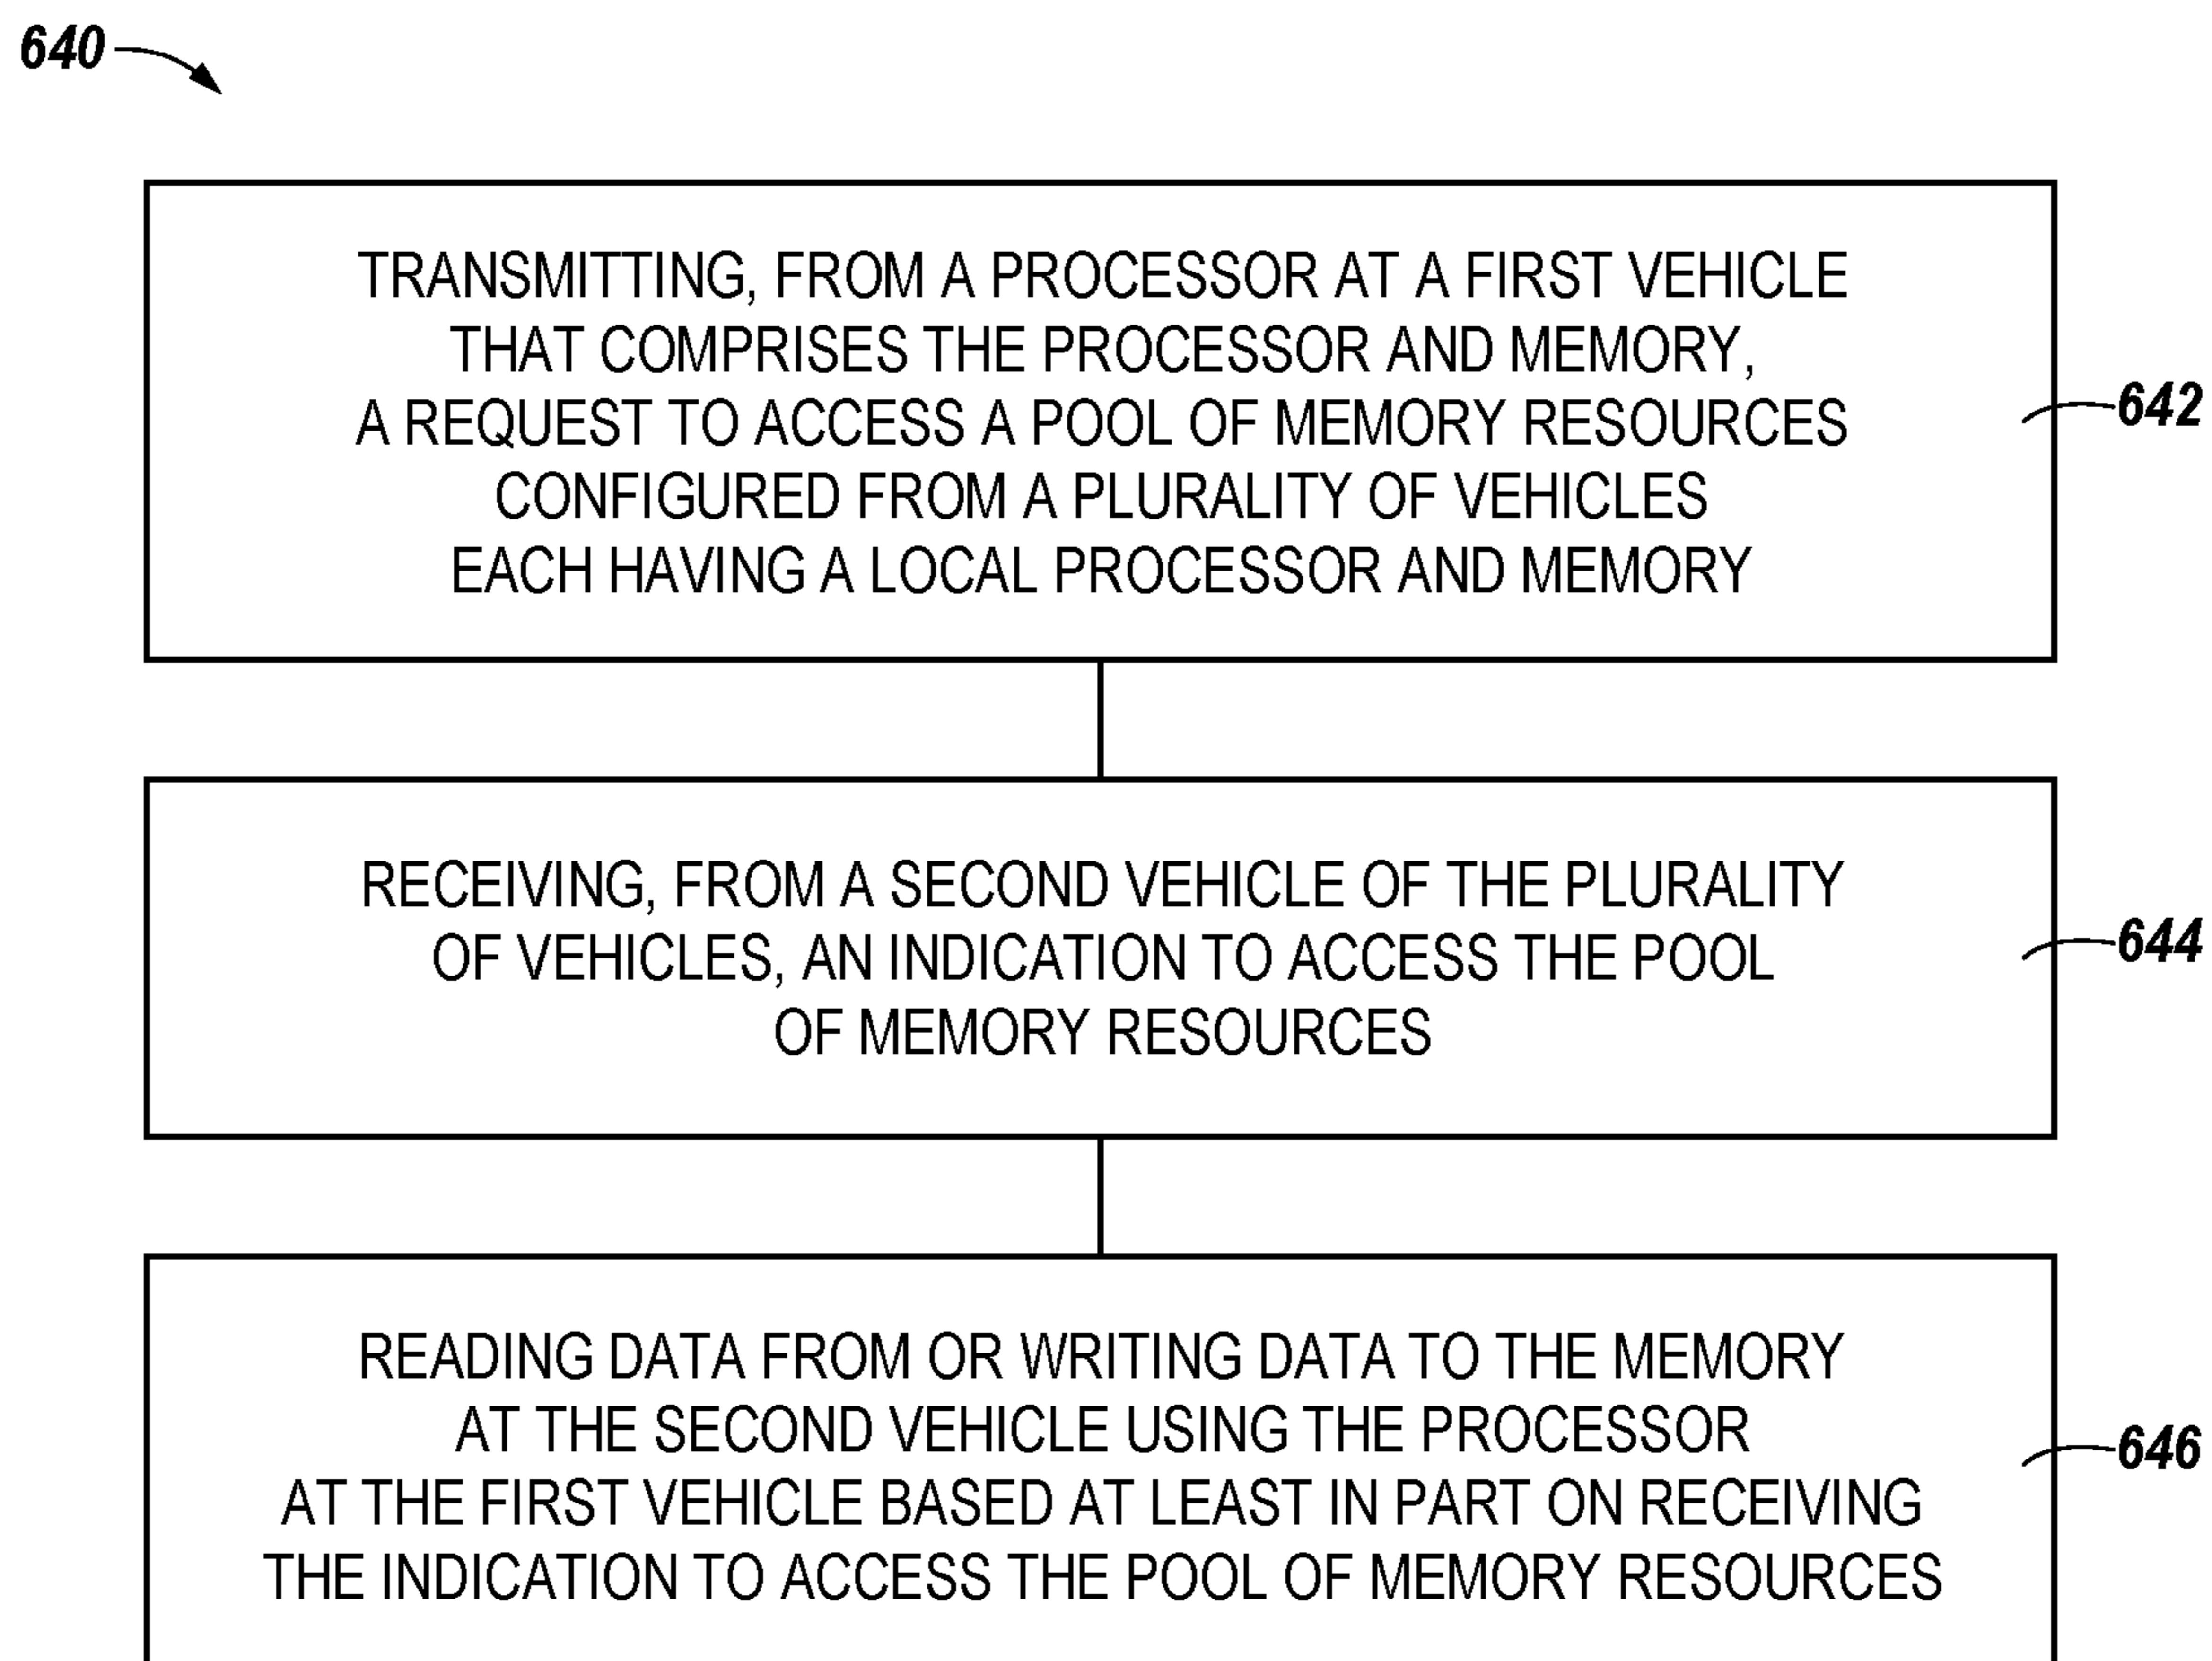 640
TRANSMITTING, FROM A PROCESSOR AT A FIRST VEHICLE
THAT COMPRISES THE PROCESSOR AND MEMORY,
A REQUEST TO ACCESS A POOL OF MEMORY RESOURCES
CONFIGURED FROM A PLURALITY OF VEHICLES
EACH HAVING A LOCAL PROCESSOR AND MEMORY
642
RECEIVING, FROM A SECOND VEHICLE OF THE PLURALITY
OF VEHICLES, AN INDICATION TO ACCESS THE POOL
OF MEMORY RESOURCES
644
READING DATA FROM OR WRITING DATA TO THE MEMORY
AT THE SECOND VEHICLE USING THE PROCESSOR
AT THE FIRST VEHICLE BASED AT LEAST IN PART ON RECEIVING
THE INDICATION TO ACCESS THE POOL OF MEMORY RESOURCES
646